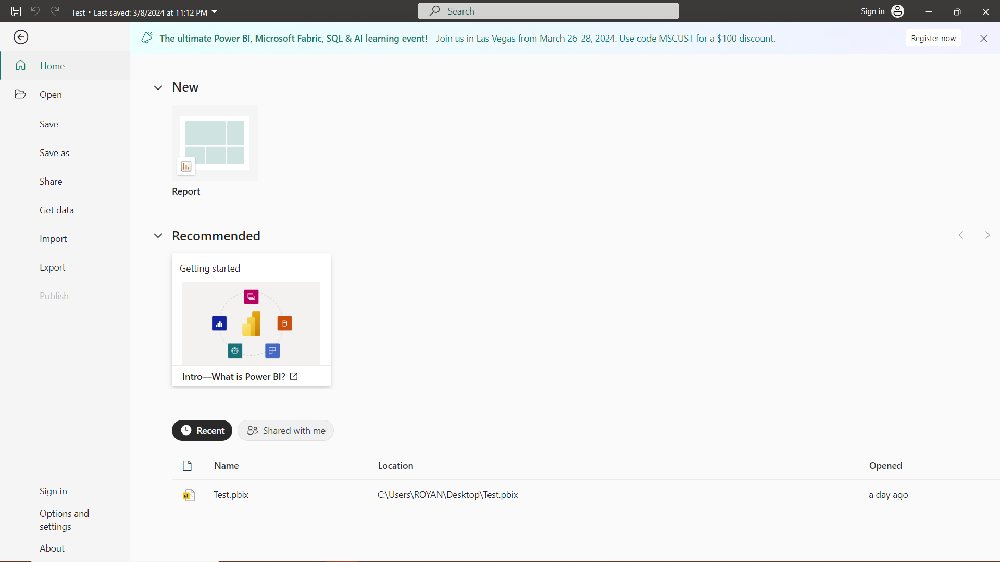 Test • Last saved: 3/8/2024 at 11:12 PM
Search
Sign in
The ultimate Power BI, Microsoft Fabric, SQL & AI learning event! Join us in Las Vegas from March 26-28, 2024. Use code MSCUST for a $100 discount.
Register now
Home
Open
Save
Save as
Share
Get data
Import
Export
Publish
Sign in
Options and
settings
About
New
Report
Recommended
Getting started
Intro—What is Power BI?
Recent
Shared with me
Name Location Opened
Test.pbix C:\Users\ROYAN\Desktop\Test.pbix a day ago